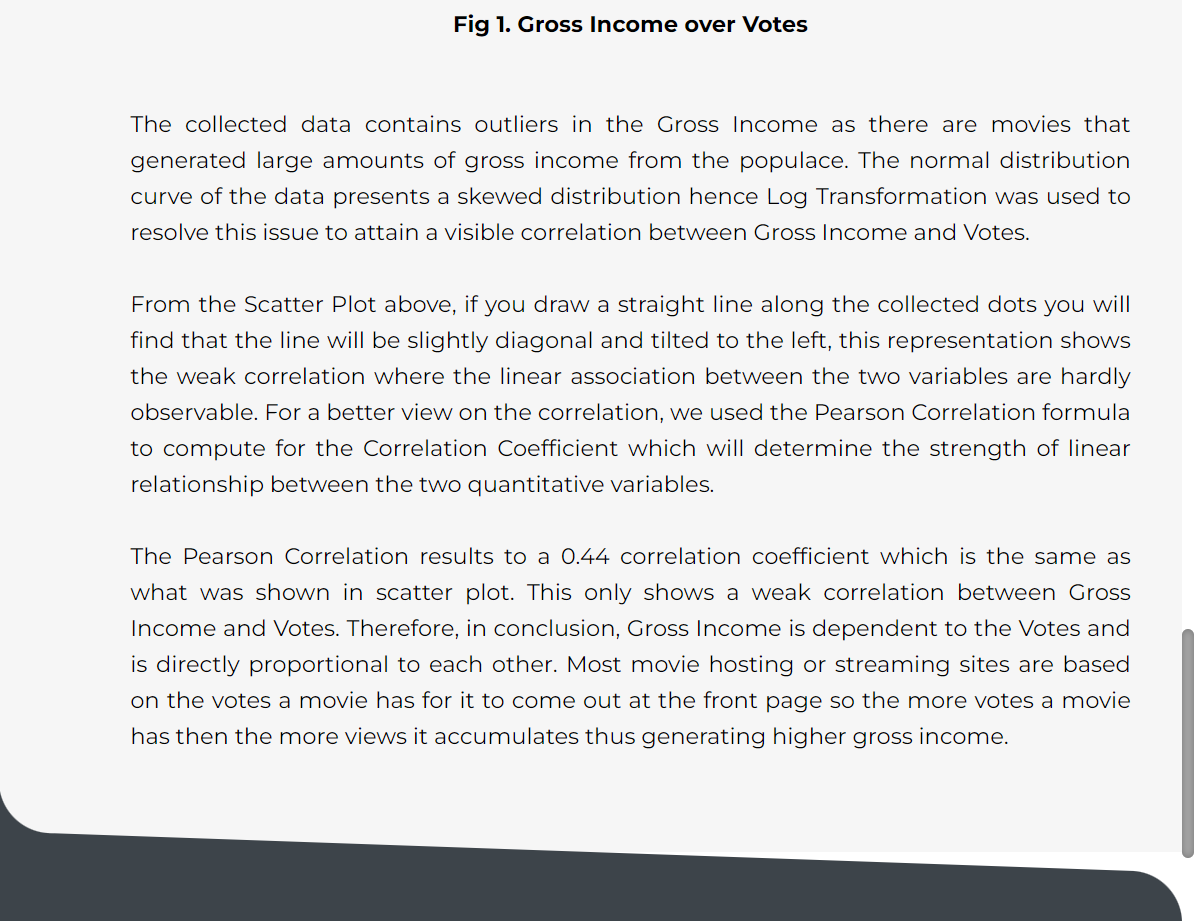 Fig 1. Gross Income over Votes
The collected data contains outliers in the Gross Income as there are movies that
generated large amounts of gross income from the populace. The normal distribution
curve of the data presents a skewed distribution hence Log Transformation was used to
resolve this issue to attain a visible correlation between Gross Income and Votes.
From the Scatter Plot above, if you draw a straight line along the collected dots you will
find that the line will be slightly diagonal and tilted to the left, this representation shows
the weak correlation where the linear association between the two variables are hardly
observable. For a better view on the correlation, we used the Pearson Correlation formula
to compute for the Correlation Coefficient which will determine the strength of linear
relationship between the two quantitative variables.
The Pearson Correlation results to a 0.44 correlation coefficient which is the same as
what was shown in scatter plot. This only shows a weak correlation between Gross
Income and Votes. Therefore, in conclusion, Gross Income is dependent to the Votes and
is directly proportional to each other. Most movie hosting or streaming sites are based
on the votes a movie has for it to come out at the front page so the more votes a movie
has then the more views it accumulates thus generating higher gross income.